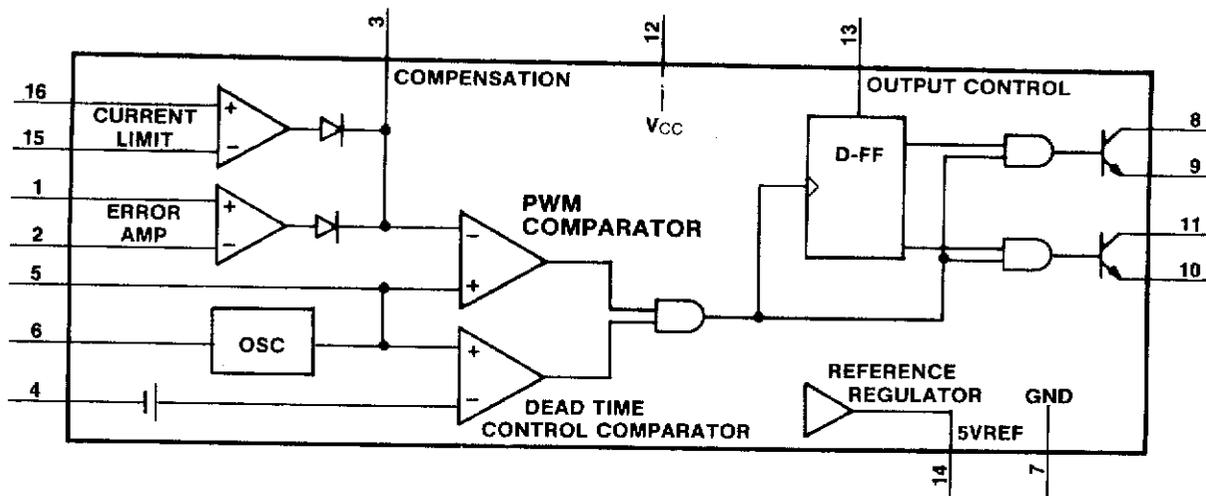 3
12
13
COMPENSATION
OUTPUT CONTROL
16
CURRENT
LIMIT
+
−
15
VCC
D-FF
8
9
1
ERROR
AMP
+
−
2
PWM
COMPARATOR
−
+
11
10
5
6
OSC
+
−
4
DEAD TIME
CONTROL COMPARATOR
REFERENCE
REGULATOR
GND
5VREF
14
7